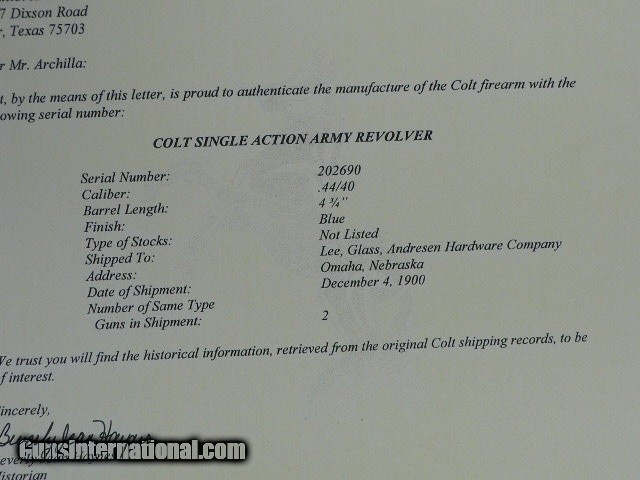 7 Dixson Road
, Texas 75703
r Mr. Archilla:
t, by the means of this letter, is proud to authenticate the manufacture of the Colt firearm with the
owing serial number:
COLT SINGLE ACTION ARMY REVOLVER
Serial Number: 202690
Caliber: .44/40
Barrel Length: 4 ¾"
Finish: Blue
Type of Stocks: Not Listed
Shipped To: Lee, Glass, Andresen Hardware Company
Address: Omaha, Nebraska
Date of Shipment: December 4, 1900
Number of Same Type
Guns in Shipment: 2
We trust you will find the historical information, retrieved from the original Colt shipping records, to be
f interest.
incerely,
GunsInternational.com
istorian